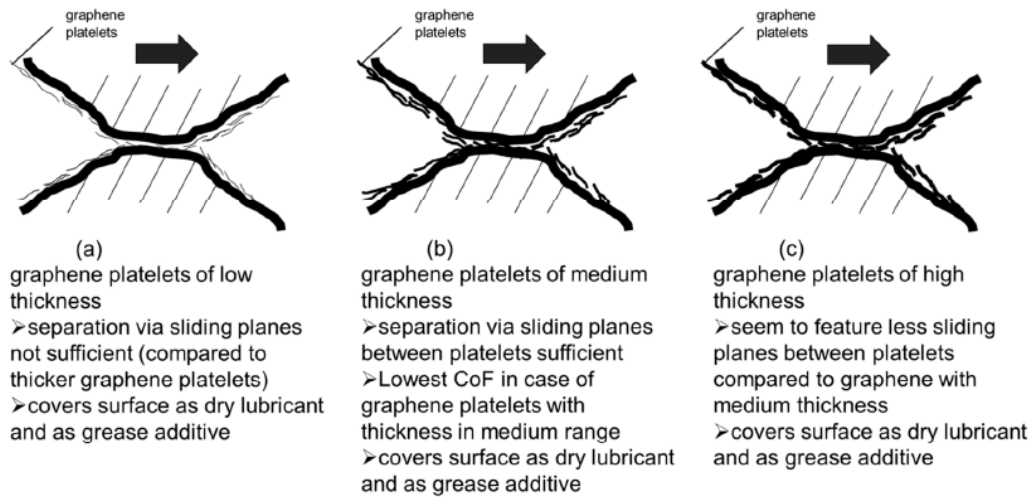 graphene
platelets
graphene
platelets
graphene
platelets
(a)
graphene platelets of low
thickness
➢separation via sliding planes
not sufficient (compared to
thicker graphene platelets)
➢covers surface as dry lubricant
and as grease additive
(b)
graphene platelets of medium
thickness
➢separation via sliding planes
between platelets sufficient
➢Lowest CoF in case of
graphene platelets with
thickness in medium range
➢covers surface as dry lubricant
and as grease additive
(c)
graphene platelets of high
thickness
➢seem to feature less sliding
planes between platelets
compared to graphene with
medium thickness
➢covers surface as dry lubricant
and as grease additive